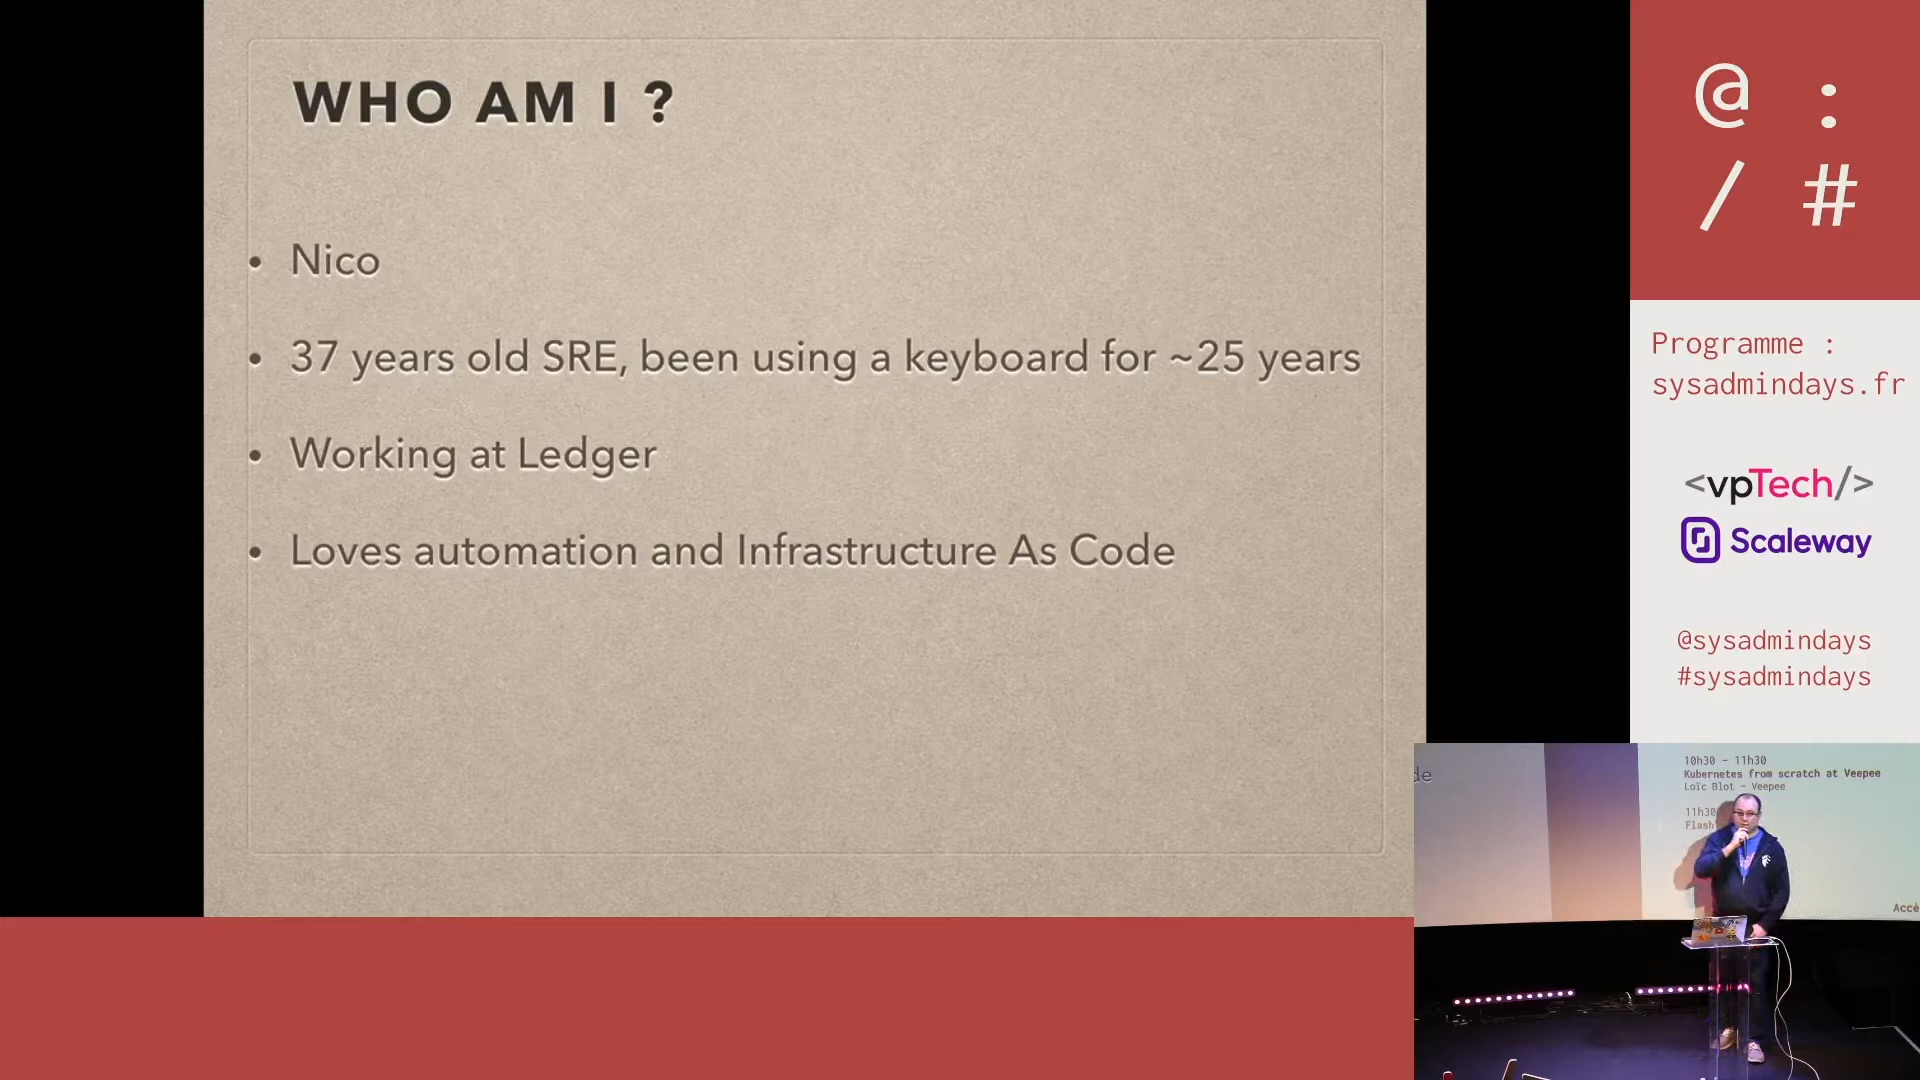 WHO AM I ?
• Nico
• 37 years old SRE, been using a keyboard for ~25 years
• Working at Ledger
• Loves automation and Infrastructure As Code
@ :
/ #
Programme :
sysadmindays.fr
<vpTech/>
Scaleway
@sysadmindays
#sysadmindays
de
10h30 - 11h30
Kubernetes from scratch at Veepee
Loïc Blot - Veepee
11h30
Flash
Accè